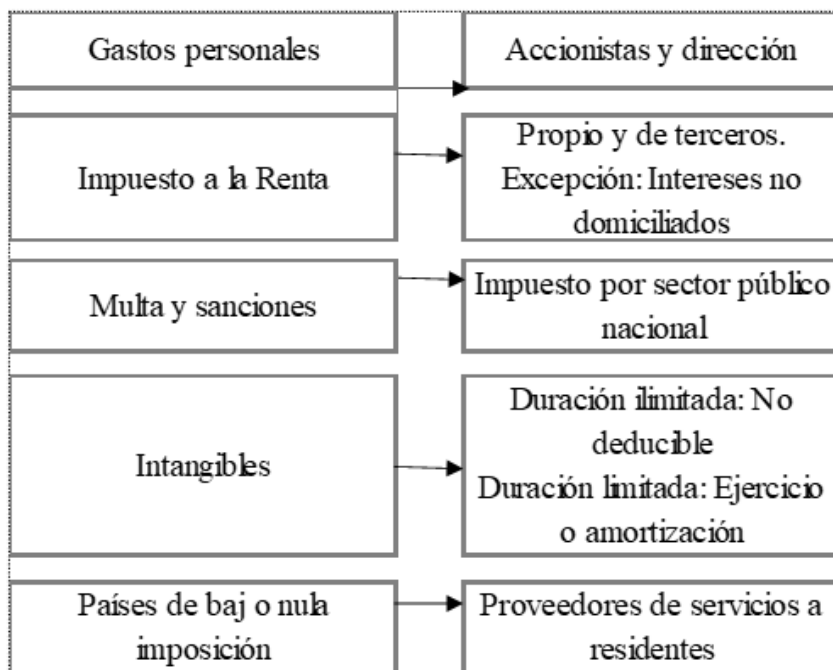 Gastos personales
Accionistas y dirección
Impuesto a la Renta
Propio y de terceros.
Excepción: Intereses no
domiciliados
Multa y sanciones
Impuesto por sector público
nacional
Intangibles
Duración ilimitada: No
deducible
Duración limitada: Ejercicio
o amortización
Países de baj o nula
imposición
Proveedores de servicios a
residentes